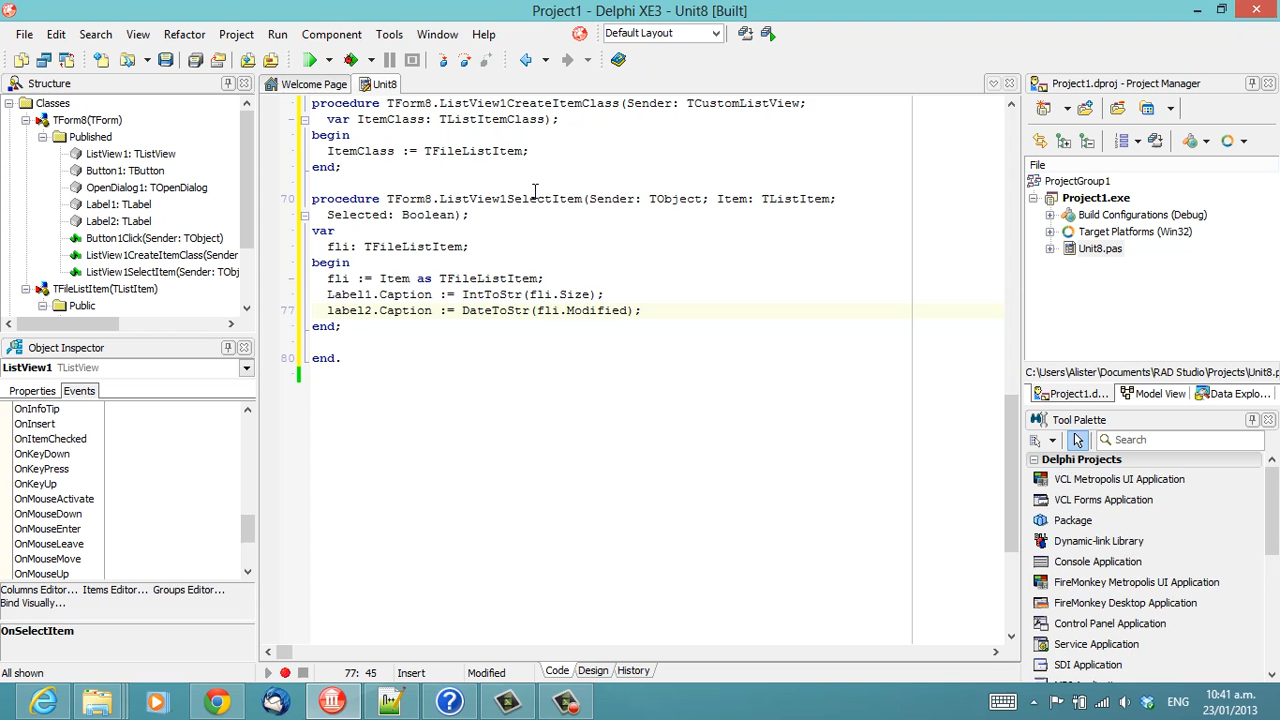 Project1 - Delphi XE3 - Unit8 [Built]
File Edit Search View Refactor Project Run Component Tools Window Help
Default Layout
Structure
Welcome Page
Unit8
Project1.dproj - Project Manager
Classes
TForm8(TForm)
Published
ListView1: TListView
Button1: TButton
OpenDialog1: TOpenDialog
Label1: TLabel
Label2: TLabel
Button1Click(Sender: TObject)
ListView1CreateItemClass(Sender
ListView1SelectItem(Sender: TObj
TFileListItem(TListItem)
Public
Object Inspector
ListView1 TListView
Properties Events
OnInfoTip
OnInsert
OnItemChecked
OnKeyDown
OnKeyPress
OnKeyUp
OnMouseActivate
OnMouseDown
OnMouseEnter
OnMouseLeave
OnMouseMove
OnMouseUp
Columns Editor... Items Editor... Groups Editor...
Bind Visually...
OnSelectItem
All shown
procedure TForm8.ListView1CreateItemClass(Sender: TCustomListView;
var ItemClass: TListItemClass);
begin
ItemClass := TFileListItem;
end;
70 procedure TForm8.ListView1SelectItem(Sender: TObject; Item: TListItem;
Selected: Boolean);
var
fli: TFileListItem;
begin
fli := Item as TFileListItem;
Label1.Caption := IntToStr(fli.Size);
77 label2.Caption := DateToStr(fli.Modified);
end;
80 end.
77: 45 Insert Modified Code Design History
File
ProjectGroup1
Project1.exe
Build Configurations (Debug)
Target Platforms (Win32)
Unit8.pas
C:\Users\Alister\Documents\RAD Studio\Projects\Unit8.p
Project1.d... Model View Data Explo...
Tool Palette
Search
Delphi Projects
VCL Metropolis UI Application
VCL Forms Application
Package
Dynamic-link Library
Console Application
FireMonkey Metropolis UI Application
FireMonkey Desktop Application
Control Panel Application
Service Application
SDI Application
ENG
10:41 a.m.
23/01/2013